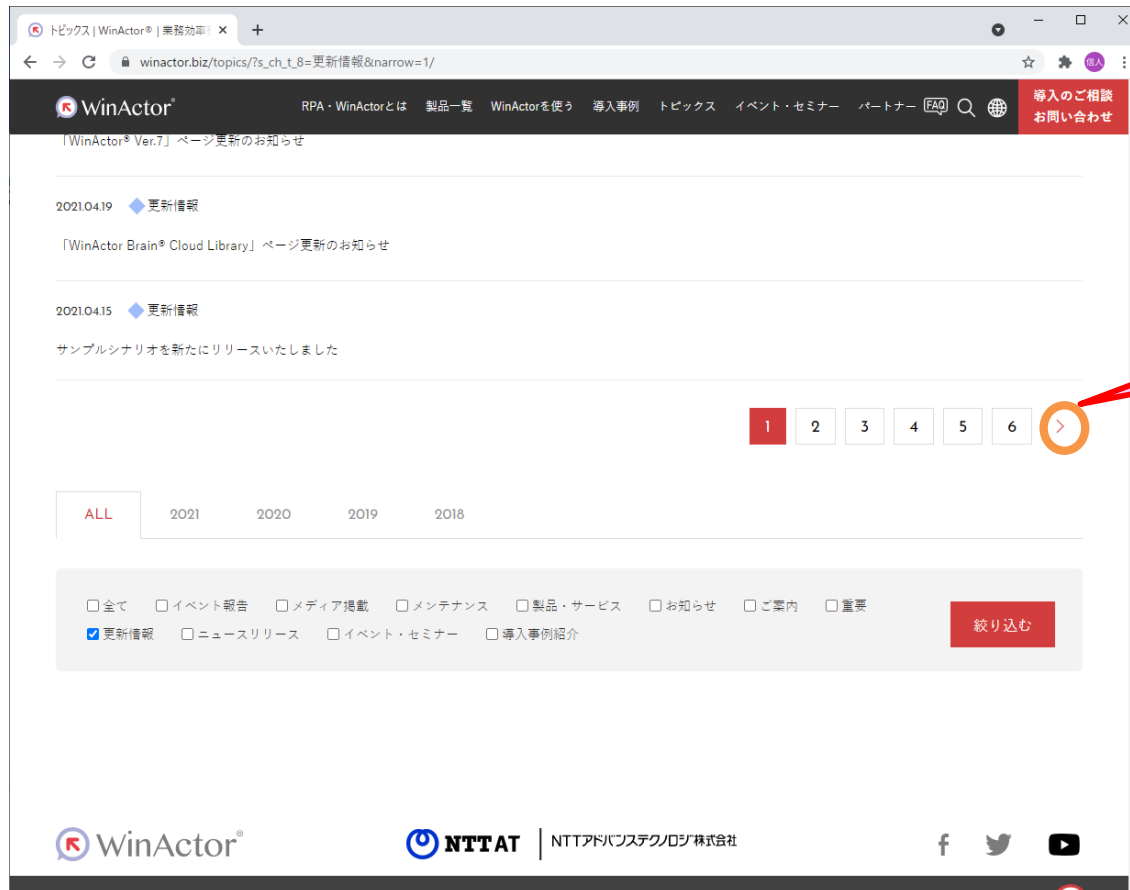 トピックス | WinActor® | 業務効率
winactor.biz/topics/?s_ch_t_8=更新情報&narrow=1/
信人
WinActor® RPA・WinActorとは 製品一覧 WinActorを使う 導入事例 トピックス イベント・セミナー パートナー FAQ
導入のご相談
お問い合わせ
「WinActor® Ver.7」ページ更新のお知らせ
2021.04.19 更新情報
「WinActor Brain® Cloud Library」ページ更新のお知らせ
2021.04.15 更新情報
サンプルシナリオを新たにリリースいたしました
1 2 3 4 5 6 >
ALL 2021 2020 2019 2018
全て イベント報告 メディア掲載 メンテナンス 製品・サービス お知らせ ご案内 重要
更新情報 ニュースリリース イベント・セミナー 導入事例紹介
絞り込む
WinActor® NTT AT NTTアドバンステクノロジ株式会社